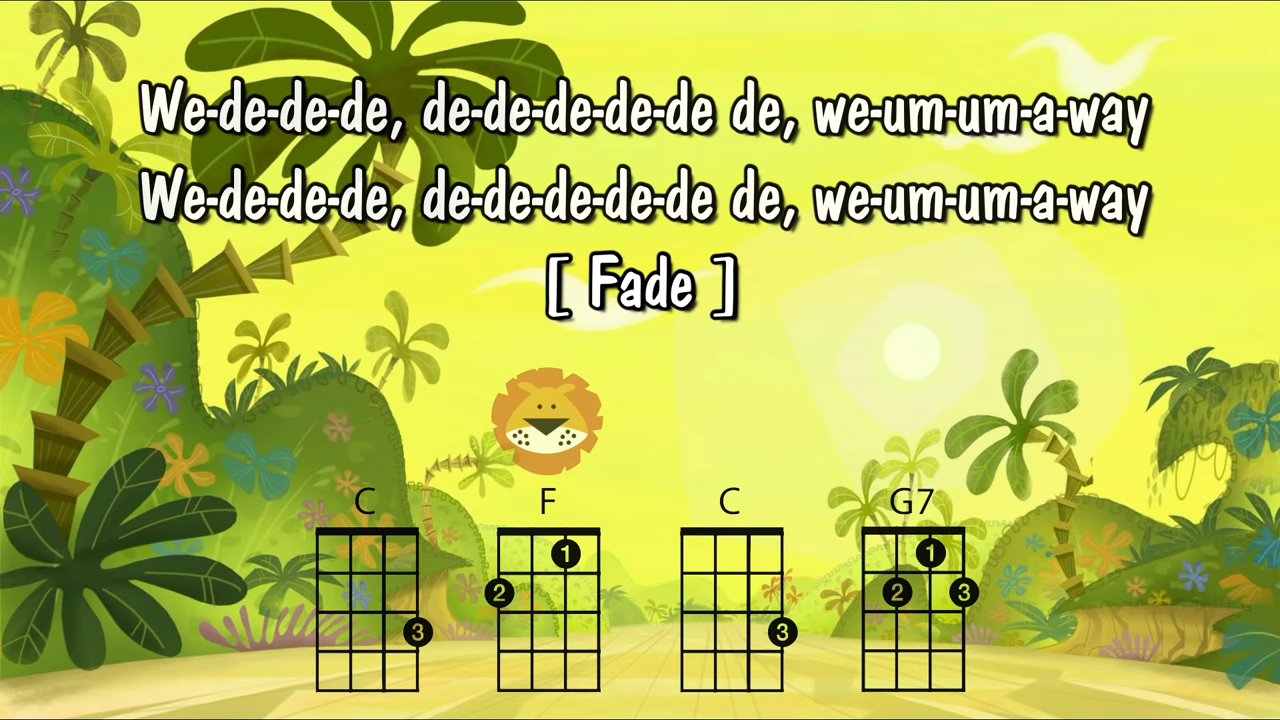 We-de-de-de, de-de-de-de-de de, we-um-um-a-way
We-de-de-de, de-de-de-de-de de, we-um-um-a-way
[ Fade ]
C F C G7
3 2 1 3 2 1 3